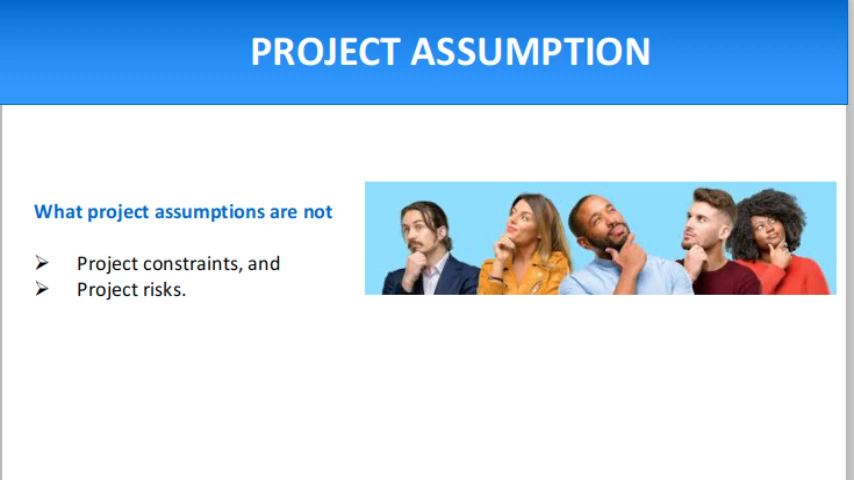 PROJECT ASSUMPTION
What project assumptions are not
➢ Project constraints, and
➢ Project risks.